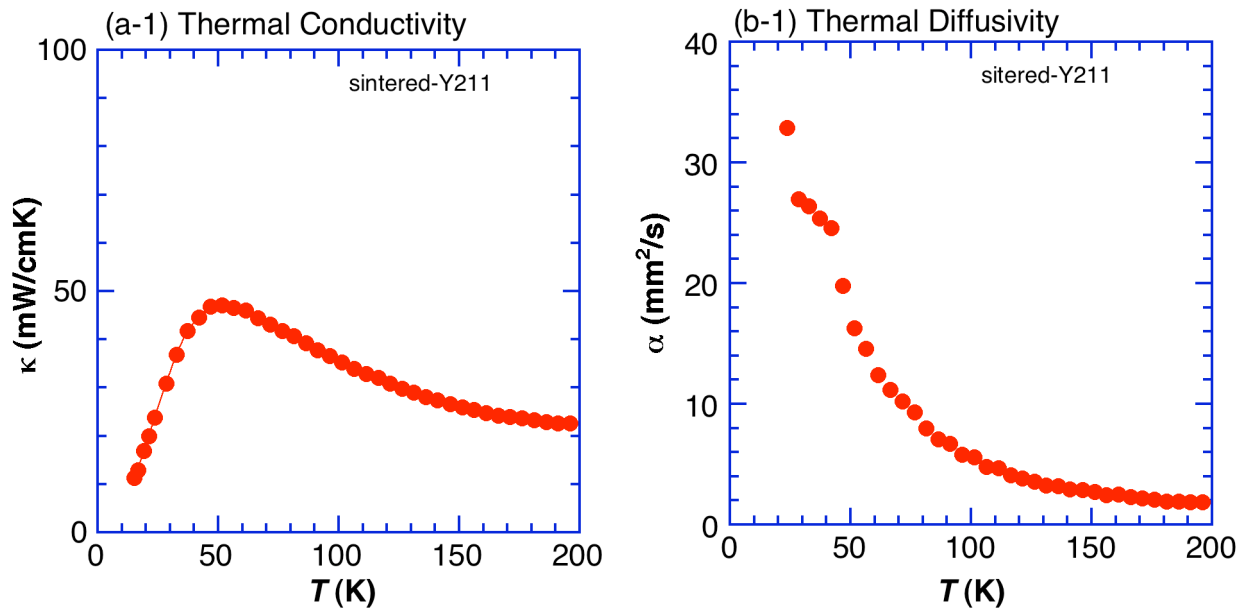 (a-1) Thermal Conductivity
100
50
0
κ (mW/cmK)
sintered-Y211
0 50 100 150 200
T (K)
(b-1) Thermal Diffusivity
40
30
20
10
0
α (mm²/s)
sitered-Y211
0 50 100 150 200
T (K)